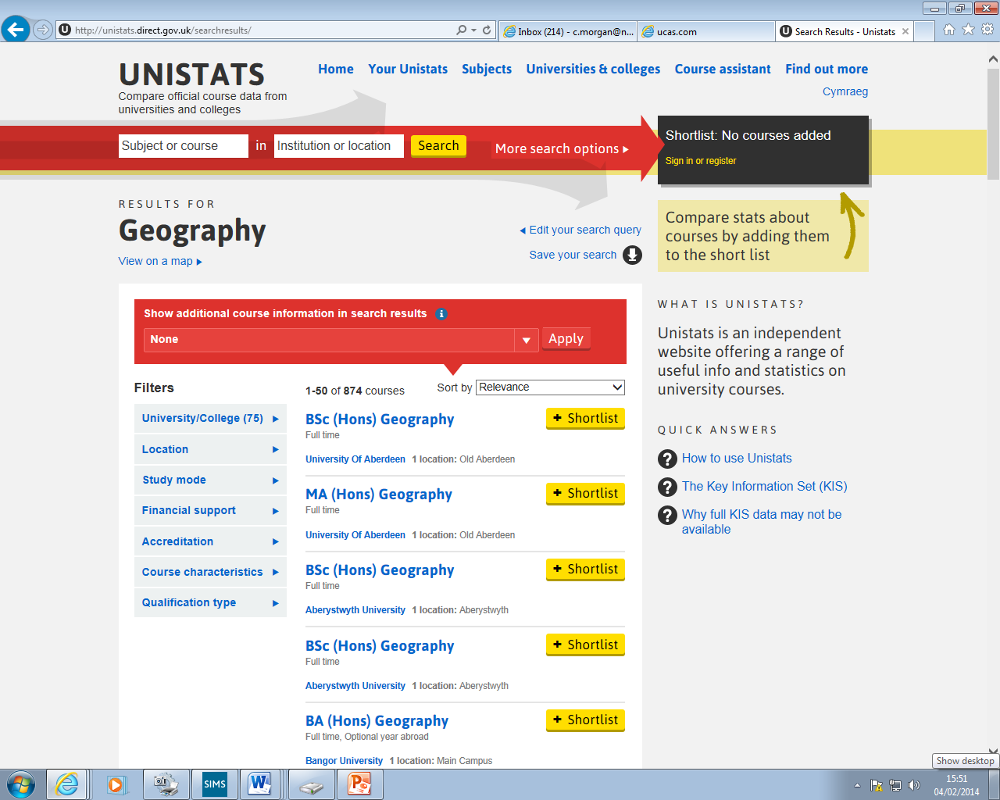 http://unistats.direct.gov.uk/searchresults/
Inbox (214) - c.morgan@n...
ucas.com
Search Results - Unistats
UNISTATS
Compare official course data from
universities and colleges
Home Your Unistats Subjects Universities & colleges Course assistant Find out more
Cymraeg
Subject or course in Institution or location Search More search options
Shortlist: No courses added
Sign in or register
RESULTS FOR
Geography
View on a map
Edit your search query
Save your search
Compare stats about
courses by adding them
to the short list
Show additional course information in search results
None
Apply
Filters
University/College (75)
Location
Study mode
Financial support
Accreditation
Course characteristics
Qualification type
1-50 of 874 courses
Sort by Relevance
BSc (Hons) Geography
+ Shortlist
Full time
University Of Aberdeen 1 location: Old Aberdeen
MA (Hons) Geography
+ Shortlist
Full time
University Of Aberdeen 1 location: Old Aberdeen
BSc (Hons) Geography
+ Shortlist
Full time
Aberystwyth University 1 location: Aberystwyth
BSc (Hons) Geography
+ Shortlist
Full time
Aberystwyth University 1 location: Aberystwyth
BA (Hons) Geography
+ Shortlist
Full time, Optional year abroad
Bangor University 1 location: Main Campus
WHAT IS UNISTATS?
Unistats is an independent
website offering a range of
useful info and statistics on
university courses.
QUICK ANSWERS
How to use Unistats
The Key Information Set (KIS)
Why full KIS data may not be
available
Show desktop
SIMS
15:51
04/02/2014